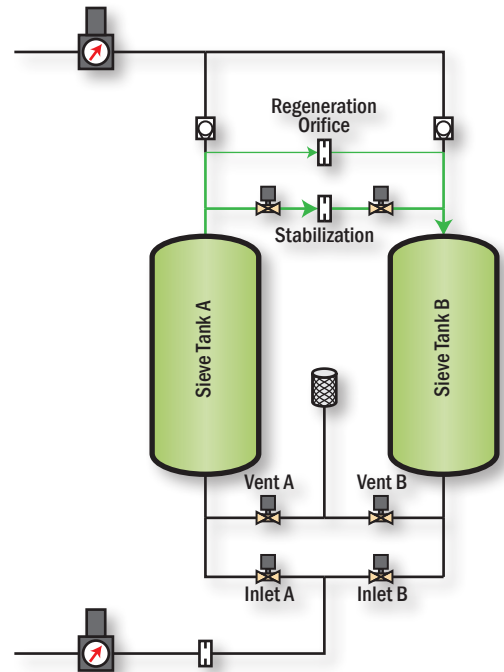 Regeneration
Orifice
Stabilization
Sieve Tank A
Sieve Tank B
Vent A
Vent B
Inlet A
Inlet B